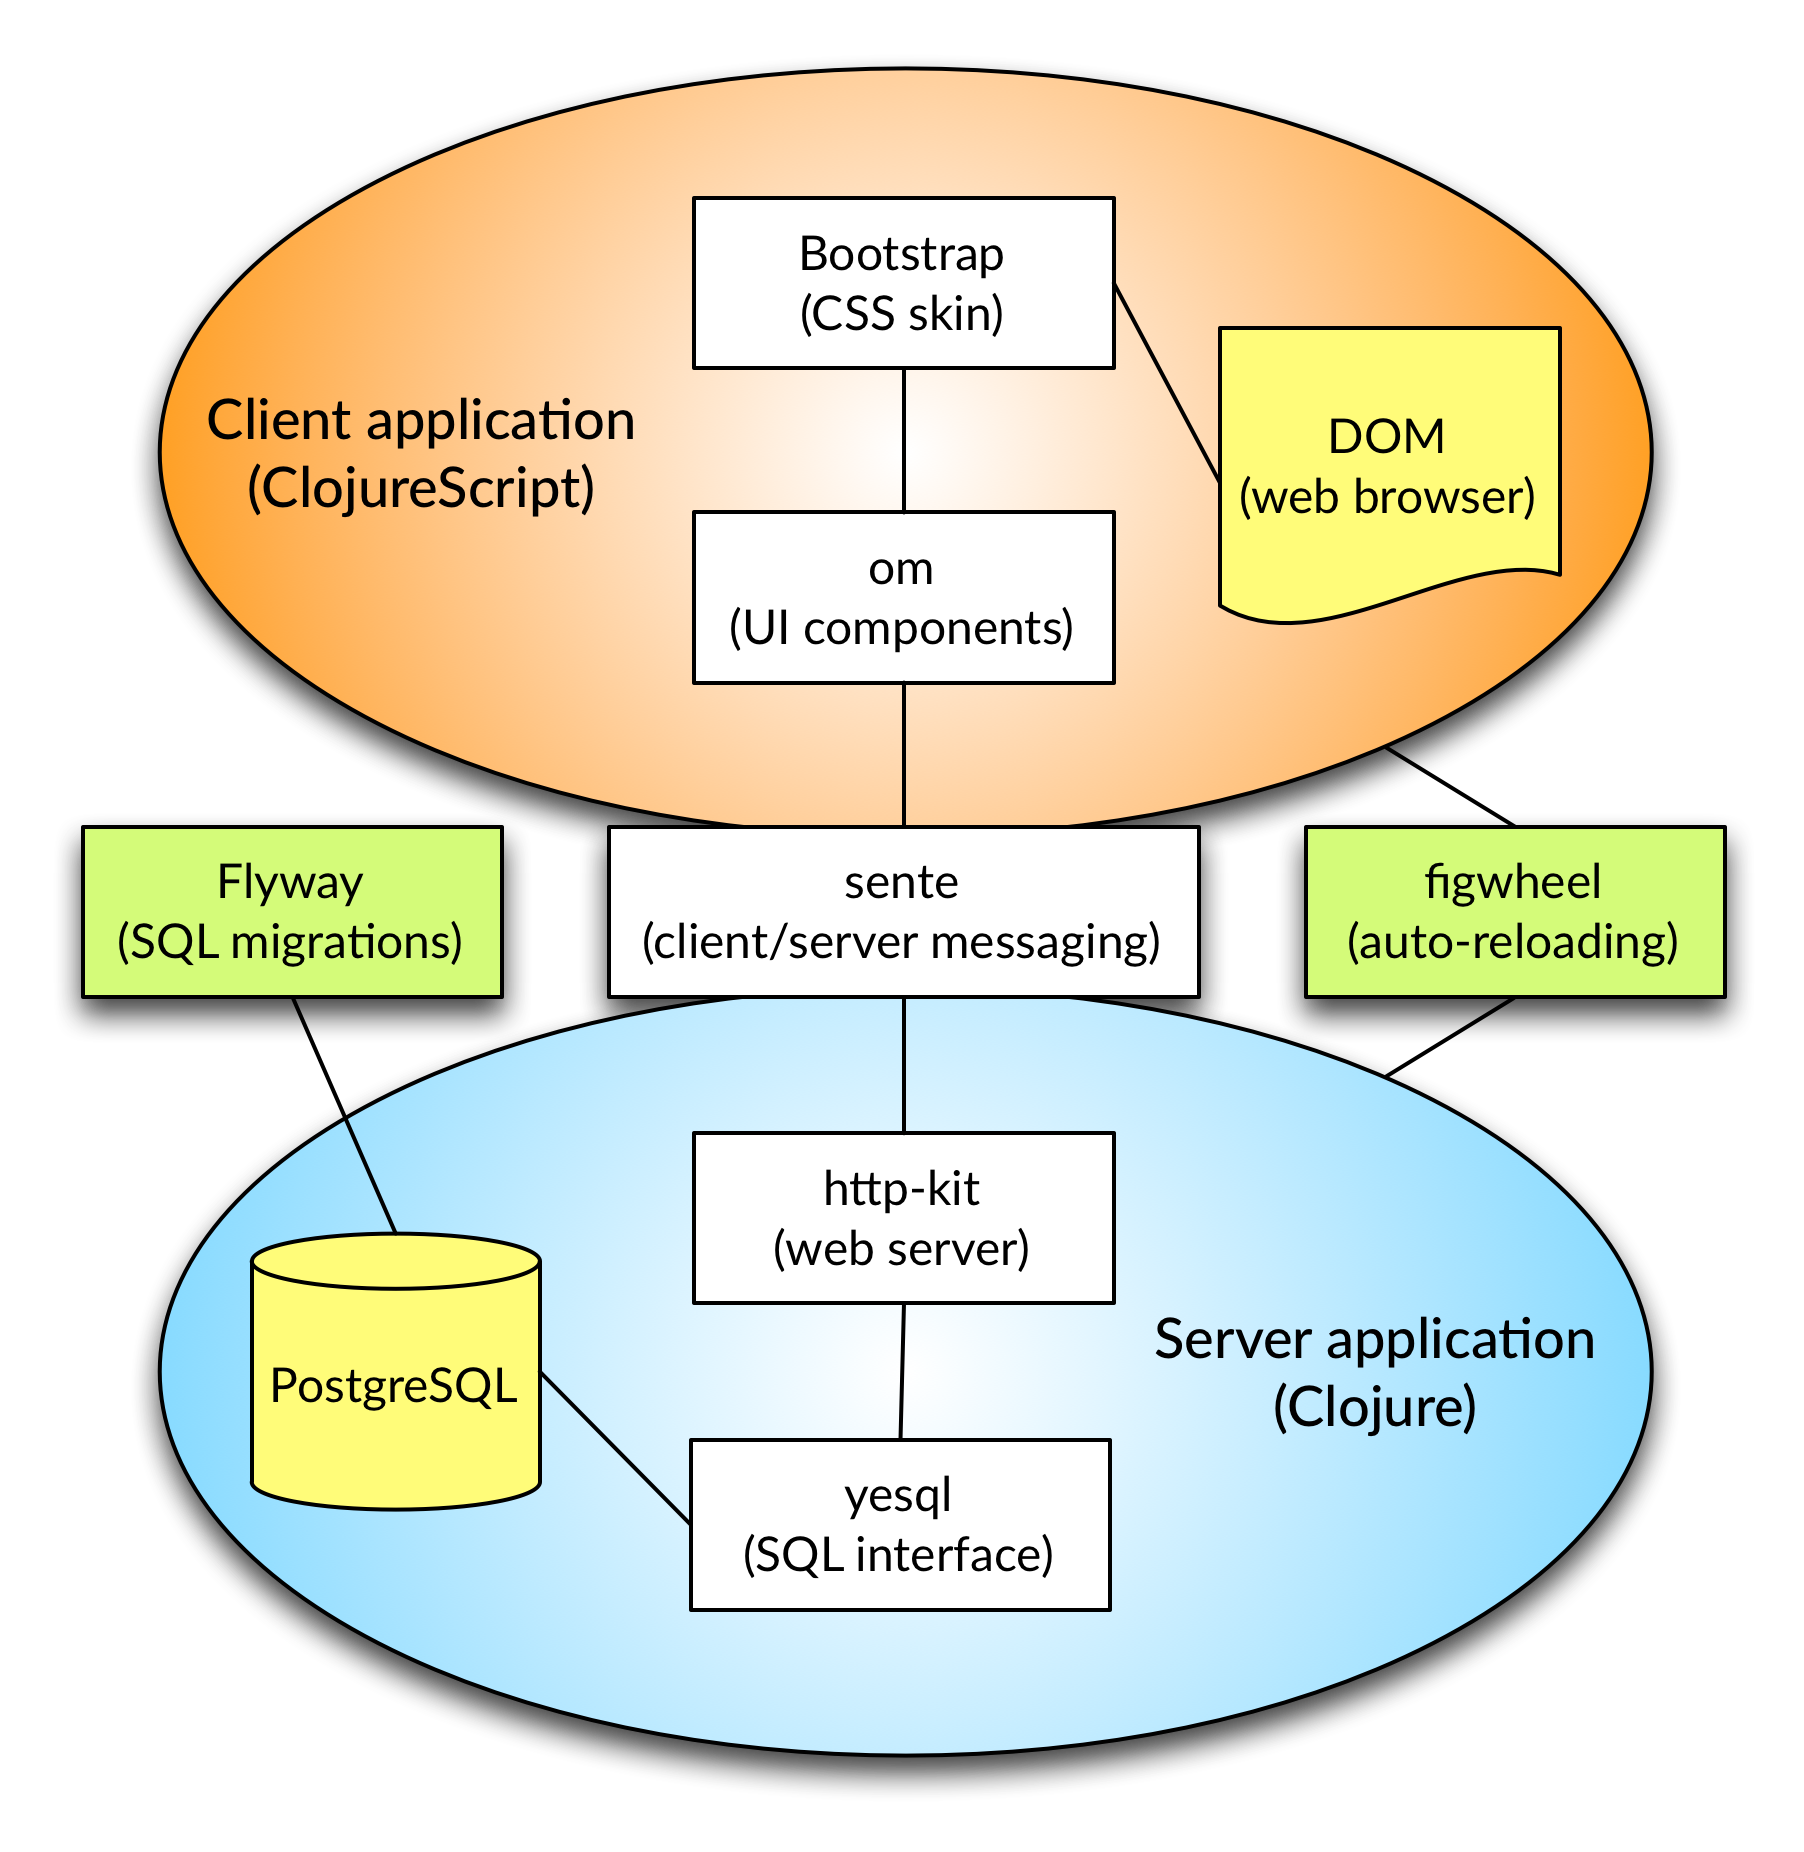 Bootstrap
(CSS skin)
Client application
(ClojureScript)
DOM
(web browser)
om
(UI components)
Flyway
(SQL migrations)
sente
(client/server messaging)
figwheel
(auto-reloading)
http-kit
(web server)
PostgreSQL
Server application
(Clojure)
yesql
(SQL interface)